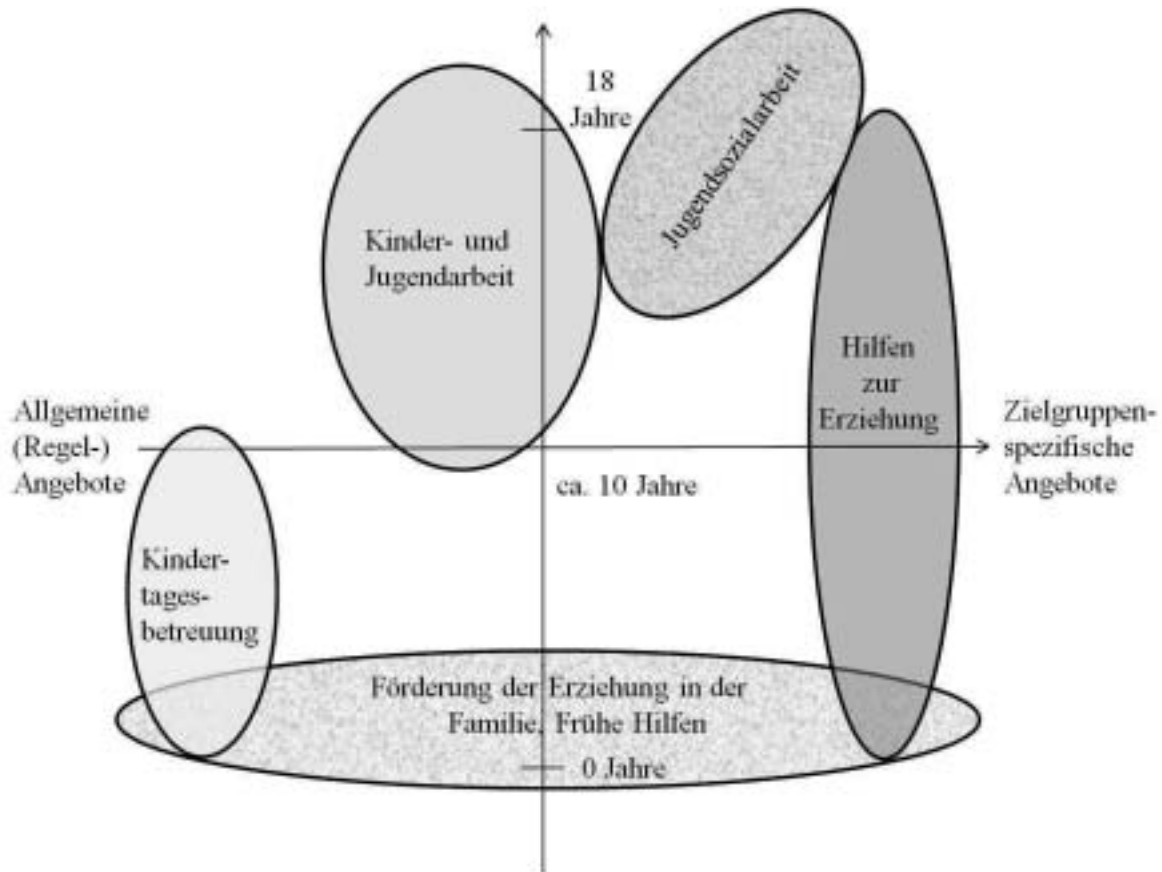 18
Jahre
Jugendsozialarbeit
Kinder- und
Jugendarbeit
Hilfen
zur
Erziehung
Allgemeine
(Regel-)
Angebote
Zielgruppen-
spezifische
Angebote
ca. 10 Jahre
Kinder-
tages-
betreuung
Förderung der Erziehung in der
Familie, Frühe Hilfen
0 Jahre